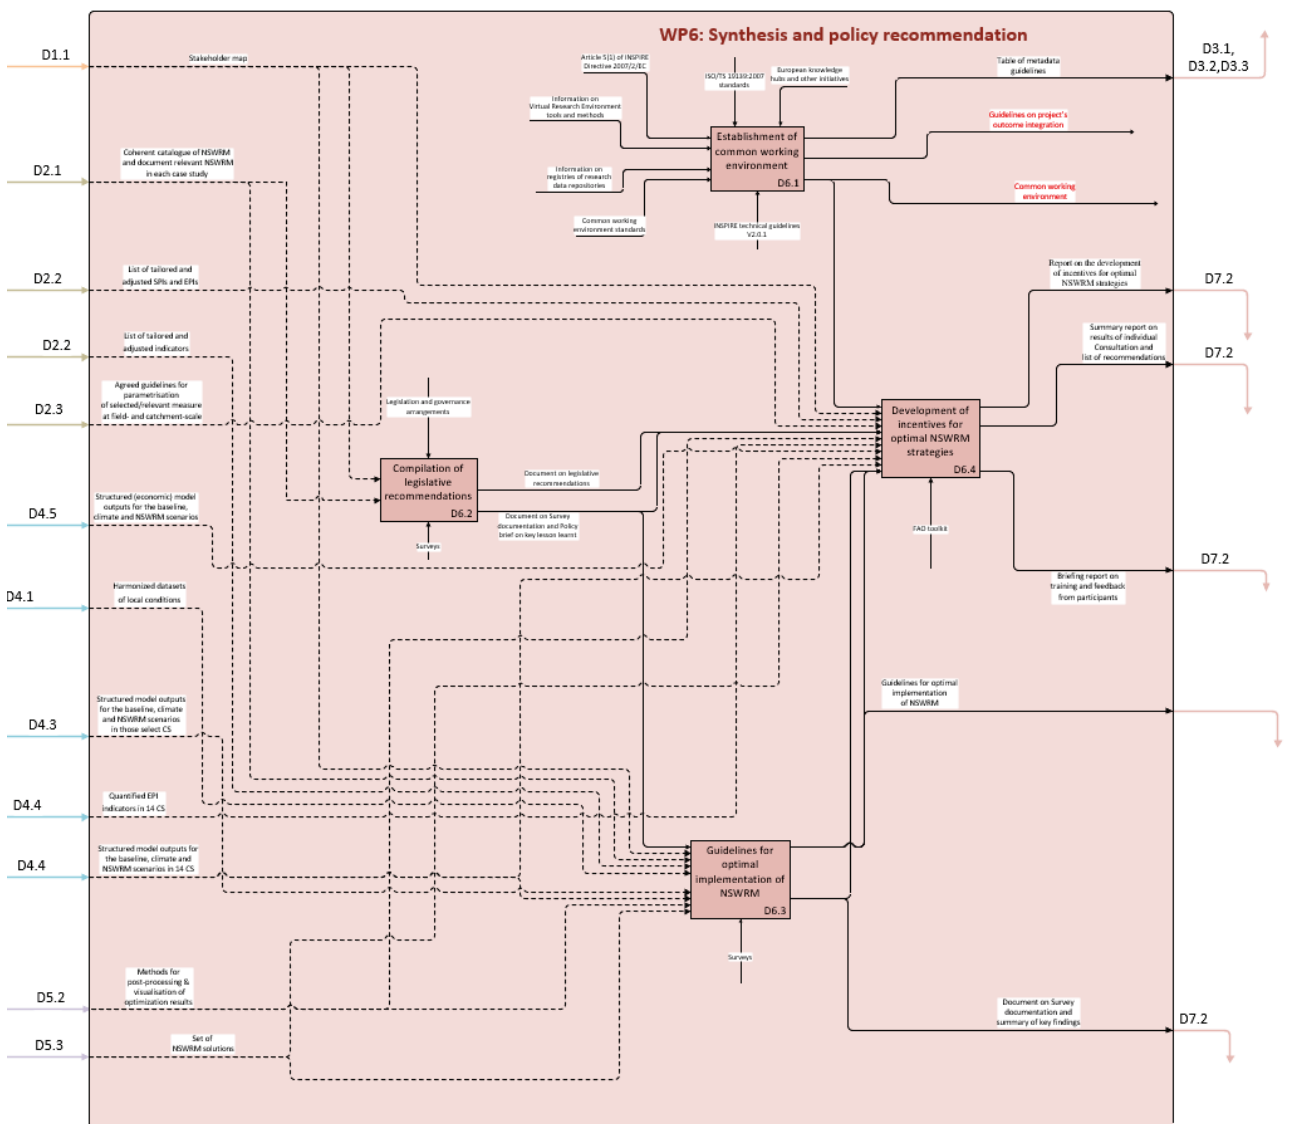 WP6: Synthesis and policy recommendation
D1.1
Stakeholder map
Article 5(1) of INSPIRE
Directive 2007/2/EC
ISO/TS 19139:2007
standards
European knowledge
hubs and other initiatives
Table of metadata
guidelines
D3.1,
D3.2,D3.3
Information on
Virtual Research Environment
tools and methods
Guidelines on project's
outcome integration
Establishment of
common working
environment
D6.1
D2.1
Coherent catalogue of NSWRM
and document relevant NSWRM
in each case study
Information on
registries of research
data repositories
Common working
environment
Common working
environment standards
INSPIRE technical guidelines
V2.0.1
D2.2
List of tailored and
adjusted SPIs and EPIs
Report on the development
of incentives for optimal
NSWRM strategies
D7.2
D2.2
List of tailored and
adjusted indicators
Summary report on
results of individual
Consultation and
list of recommendations
D7.2
D2.3
Agreed guidelines for
parametrisation
of selected/relevant measure
at field- and catchment-scale
Legislation and governance
arrangements
Development of
incentives for
optimal NSWRM
strategies
D6.4
Compilation of
legislative
recommendations
D6.2
Document on legislative
recommendations
D4.5
Structured (economic) model
outputs for the baseline,
climate and NSWRM scenarios
Document on Survey
documentation and Policy
brief on key lesson learnt
Surveys
FAO toolkit
D7.2
Briefing report on
training and feedback
from participants
D4.1
Harmonized datasets
of local conditions
Guidelines for optimal
implementation
of NSWRM
D4.3
Structured model outputs
for the baseline, climate
and NSWRM scenarios
in those select CS
D4.4
Quantified EPI
indicators in 14 CS
D4.4
Structured model outputs for
the baseline, climate and
NSWRM scenarios in 14 CS
Guidelines for
optimal
implementation of
NSWRM
D6.3
Surveys
D5.2
Methods for
post-processing &
visualisation of
optimization results
Document on Survey
documentation and
summary of key findings
D7.2
D5.3
Set of
NSWRM solutions